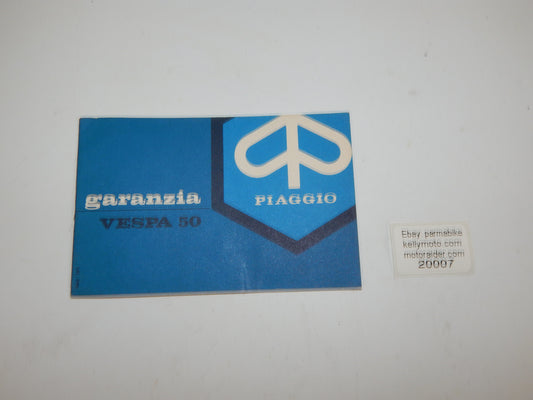 garanzia
VESPA 50
PIAGGIO
Ebay parmabike
kellymoto.com
motoraider.com
20007